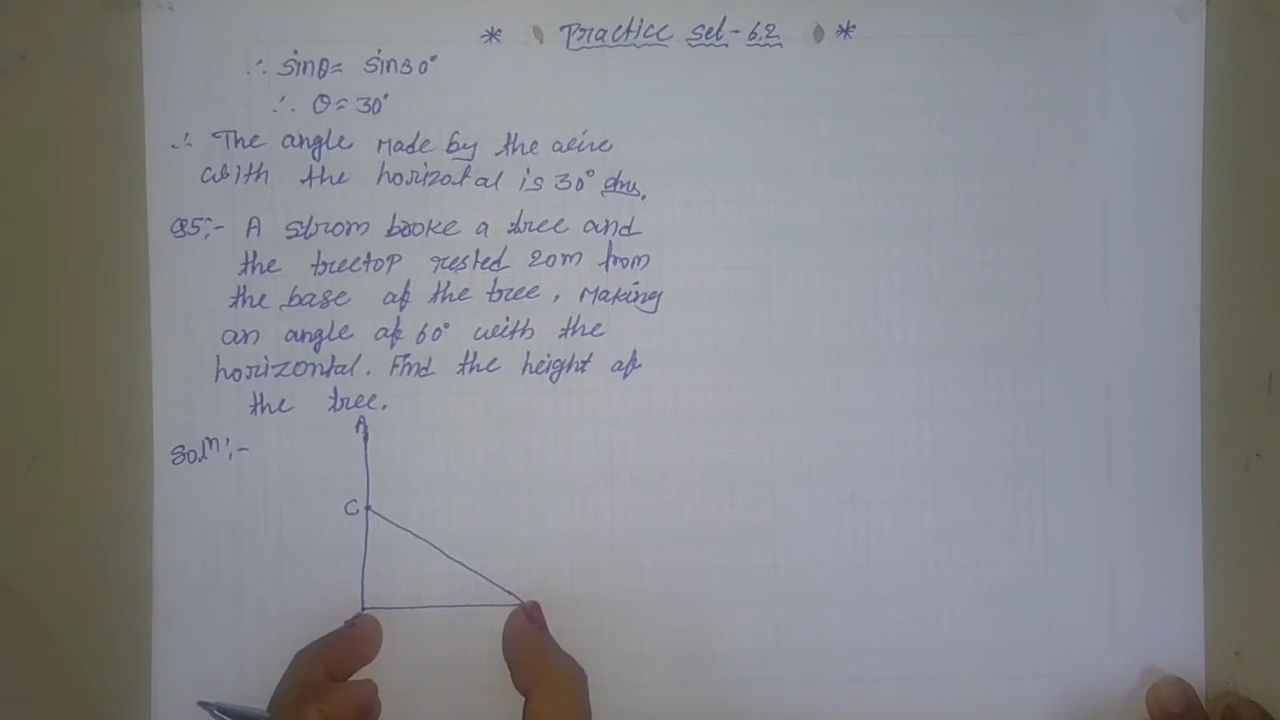 * Practice Set-6.2 *
∴ sinθ= sin30°
∴ θ=30°
∴ The angle made by the wire
with the horizotal is 30° Ans.
Q5:- A strom broke a tree and
the treetop rested 20m from
the base of the tree, making
an angle of 60° with the
horizontal. Find the height of
the tree.
Solⁿ:-
A
C